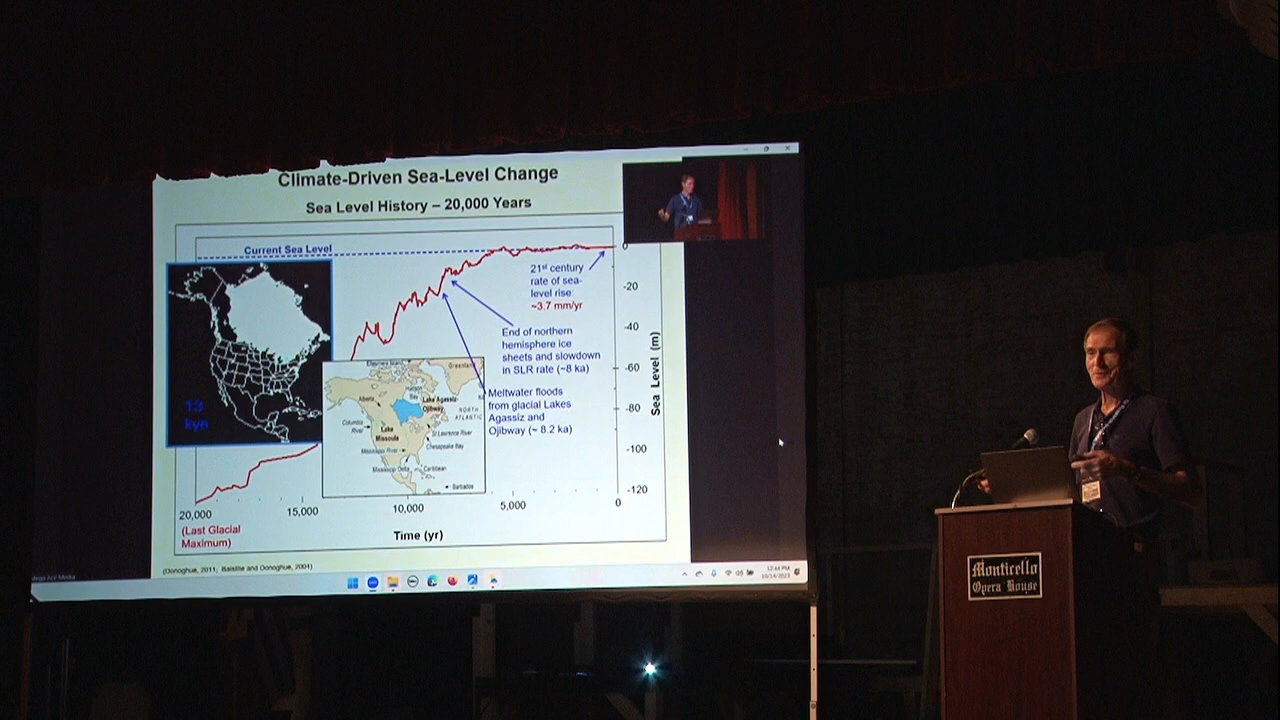 Climate-Driven Sea-Level Change
Sea Level History – 20,000 Years
Current Sea Level
0
-20
-40
-60
-80
-100
-120
Sea Level (m)
21st century
rate of sea-
level rise:
~3.7 mm/yr
End of northern
hemisphere ice
sheets and slowdown
in SLR rate (~8 ka)
Meltwater floods
from glacial Lakes
Agassiz and
Ojibway (~ 8.2 ka)
13
kyn
Ellesmere Island
Greenland
Hudson
Bay
Alberta
Lake Agassiz-
Ojibway
NORTH
ATLANTIC
Columbia
River
Lake
Missoula
St Lawrence River
Chesapeake Bay
Mississippi River
Mississippi Delta
Caribbean
Barbados
20,000
15,000
10,000
5,000
0
(Last Glacial
Maximum)
Time (yr)
(Donoghue, 2011; Balsillie and Donoghue, 2004)
12:44 PM
10/14/2023
Monticello
Opera House